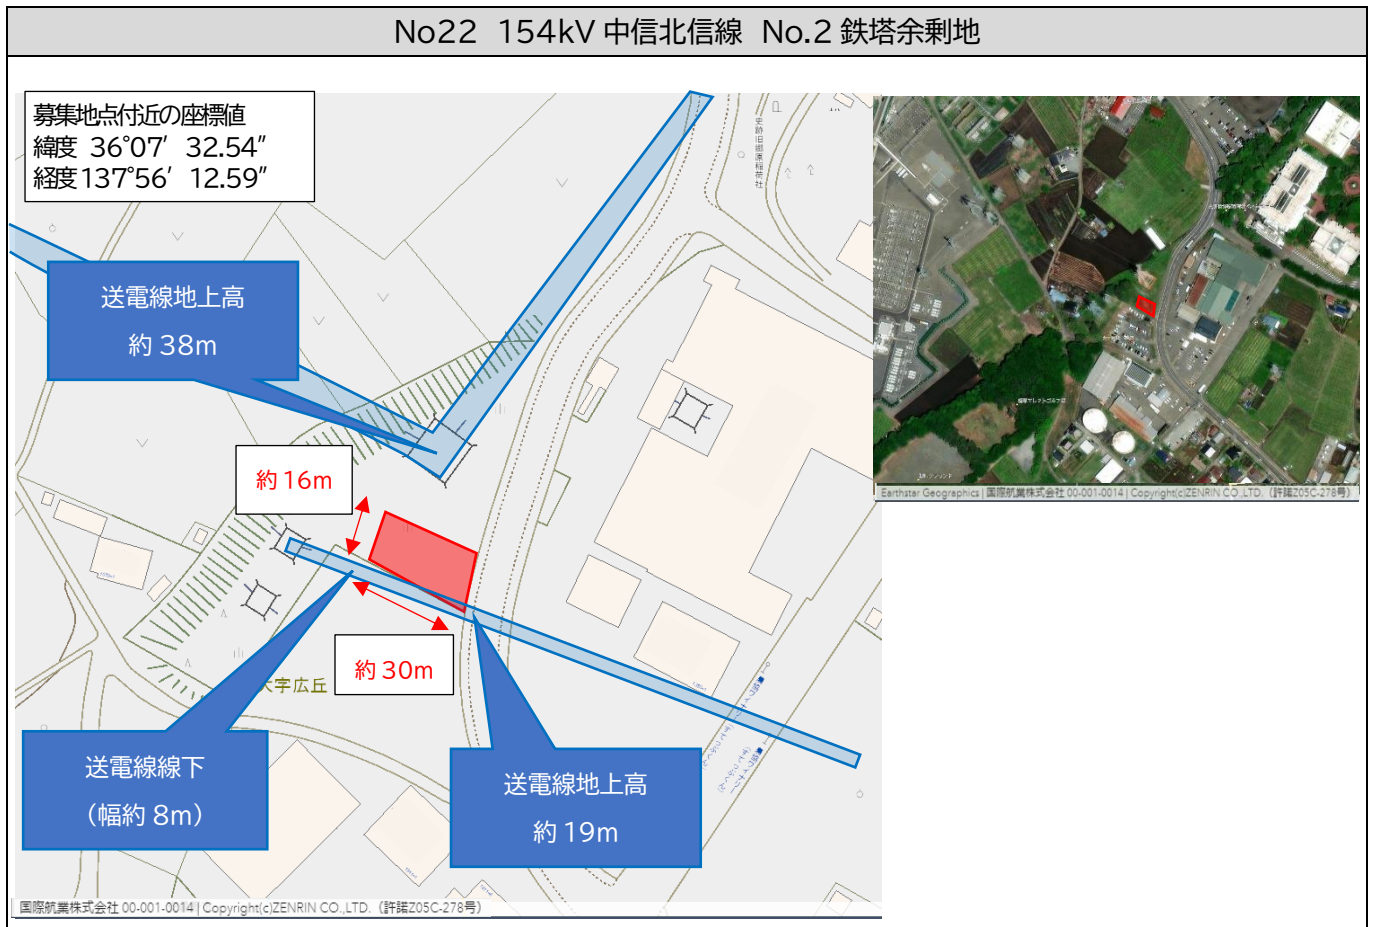 No22 154kV 中信北信線 No.2 鉄塔余剰地
募集地点付近の座標値
緯度 36°07′ 32.54″
経度 137°56′ 12.59″
送電線地上高
約 38m
約 16m
約 30m
大字広丘
送電線線下
（幅約 8m）
送電線地上高
約 19m
国際航業株式会社 00-001-0014 | Copyright(c)ZENRIN CO.,LTD.（許諾Z05C-278号）
Earthstar Geographics | 国際航業株式会社 00-001-0014 | Copyright(c)ZENRIN CO.,LTD.（許諾Z05C-278号）